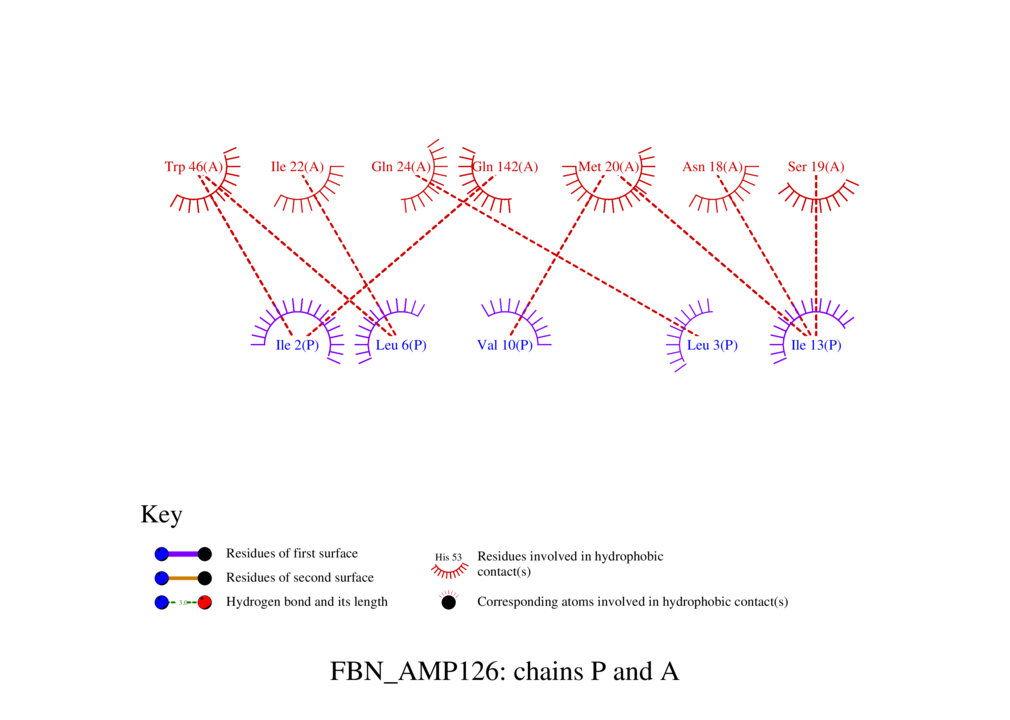 Trp 46(A) Ile 22(A) Gln 24(A) Gln 142(A) Met 20(A) Asn 18(A) Ser 19(A)
Ile 2(P) Leu 6(P) Val 10(P) Leu 3(P) Ile 13(P)
Key
Residues of first surface
Residues of second surface
3.0
Hydrogen bond and its length
His 53
Residues involved in hydrophobic
contact(s)
Corresponding atoms involved in hydrophobic contact(s)
FBN_AMP126: chains P and A